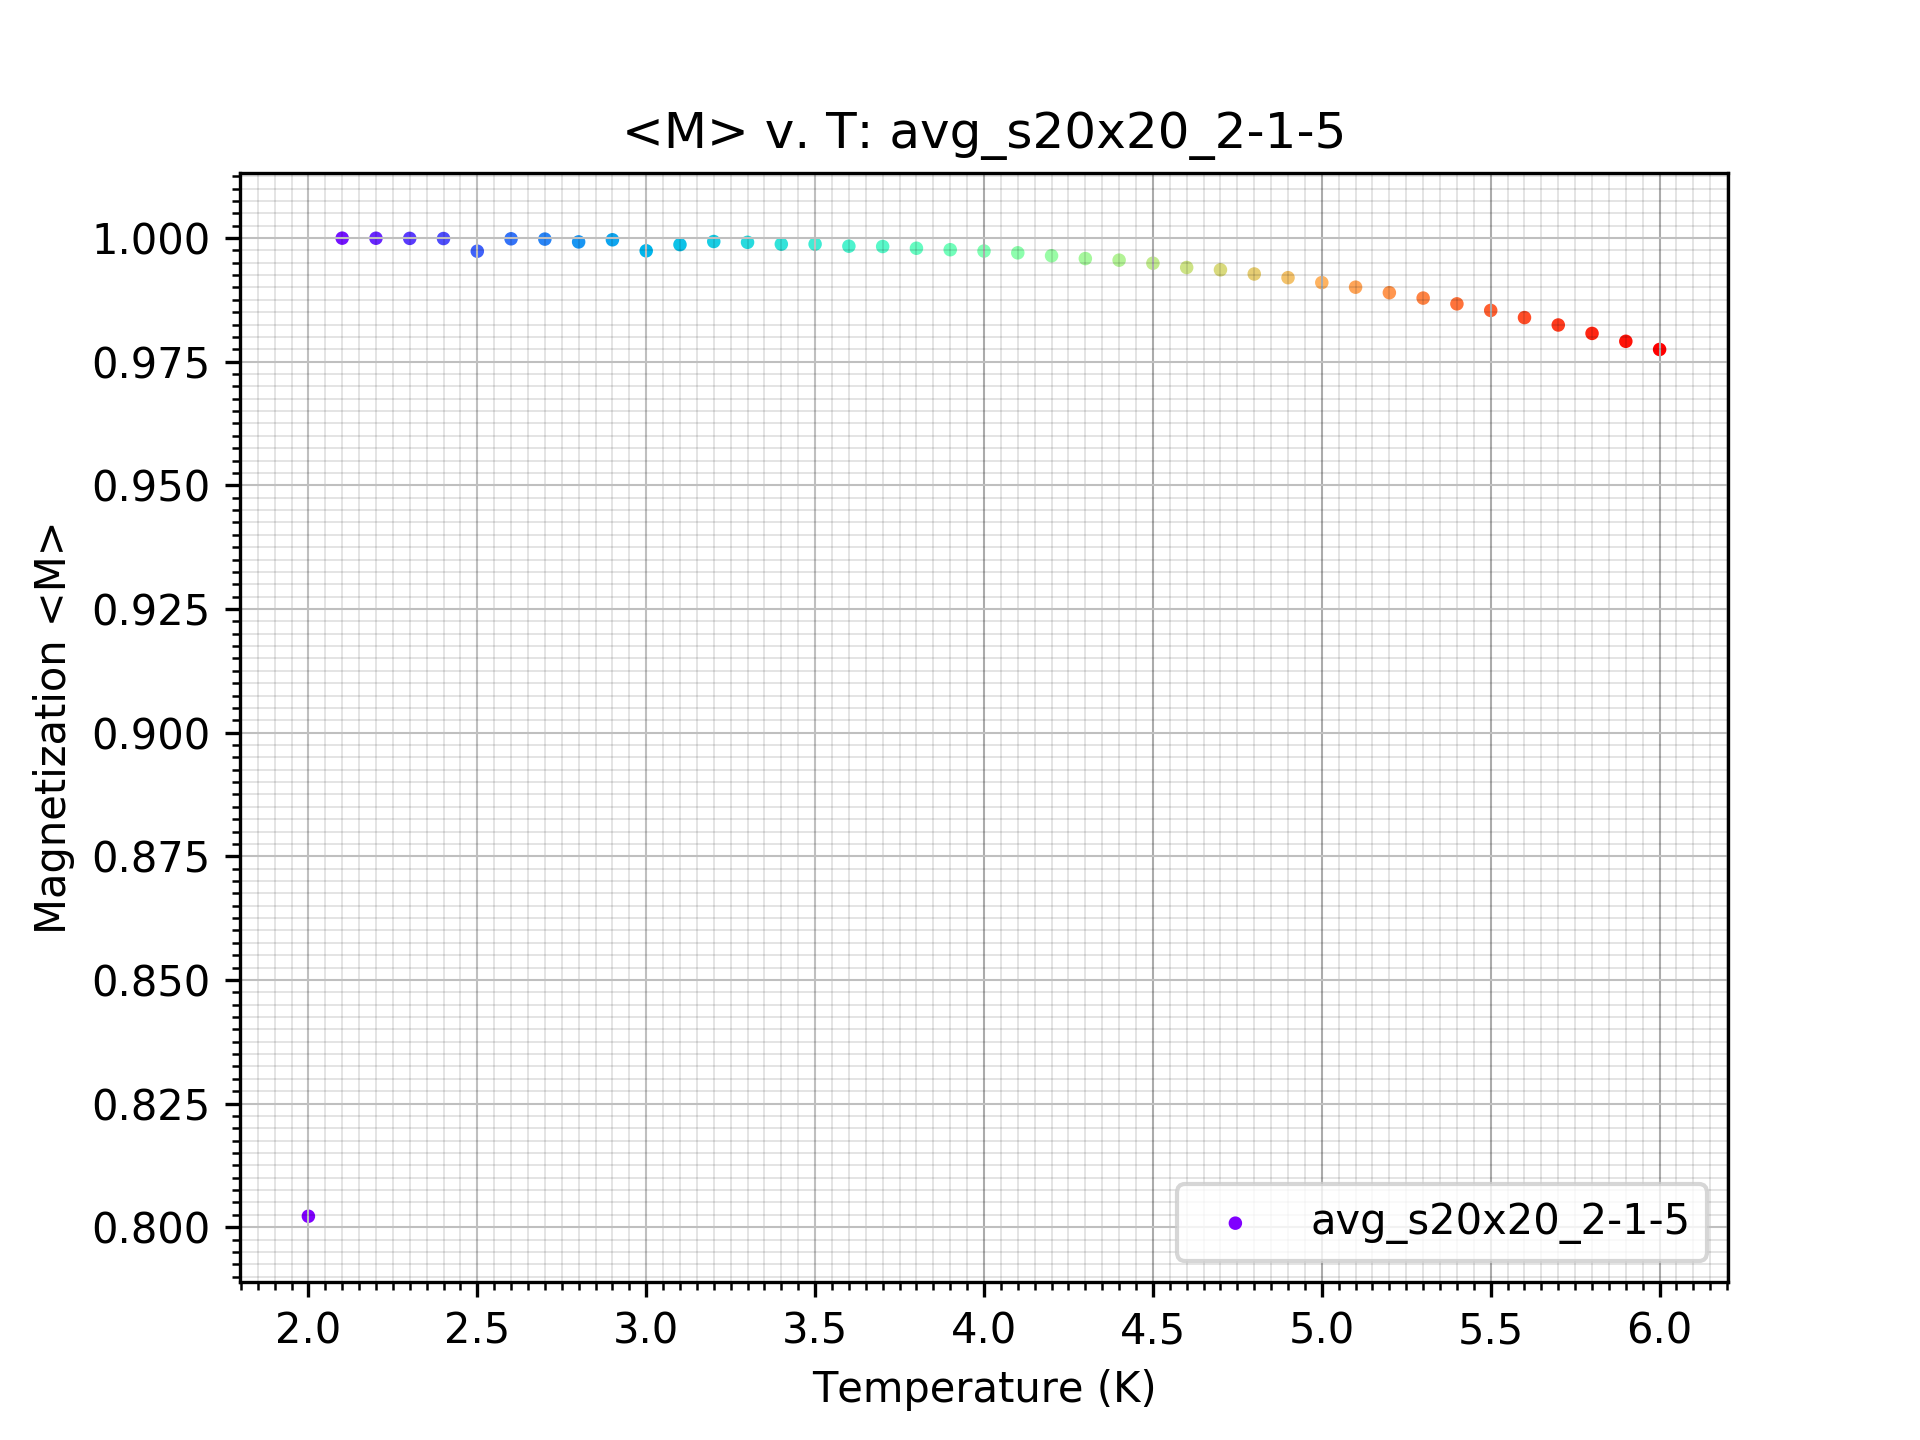 <M> v. T: avg_s20x20_2-1-5
Magnetization <M>
1.000
0.975
0.950
0.925
0.900
0.875
0.850
0.825
0.800
avg_s20x20_2-1-5
2.0 2.5 3.0 3.5 4.0 4.5 5.0 5.5 6.0
Temperature (K)